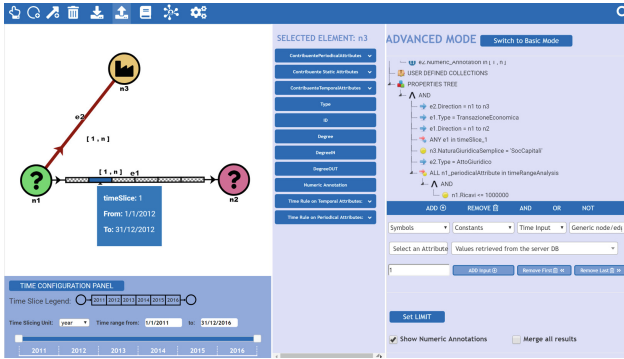 n3
e2
[1,n]
[1,n] e1
n1
n2
timeSlice: 1
From: 1/1/2012
To: 31/12/2012
TIME CONFIGURATION PANEL
Time Slice Legend: 2011 2012 2013 2014 2015 2016
Time Slicing Unit: year Time range from: 1/1/2011 to: 31/12/2016
2011 2012 2013 2014 2015 2016
SELECTED ELEMENT: n3
ContribuentePeriodicalAttributes
Contribuente Static Attributes
ContribuenteTemporalAttributes
Type
ID
Degree
DegreeIN
DegreeOUT
Numeric Annotation
Time Rule on Temporal Attributes:
Time Rule on Periodical Attributes:
ADVANCED MODE Switch to Basic Mode
e2.Numeric_Annotation in [1,n]
USER DEFINED COLLECTIONS
PROPERTIES TREE
AND
e2.Direction = n1 to n3
e1.Type = TransazioneEconomica
e1.Direction = n1 to n2
ANY e1 in timeSlice_1
n3.NaturaGiuridicaSemplice = 'SocCapitali'
e2.Type = AttoGiuridico
ALL n1_periodicalAttribute in timeRangeAnalysis
AND
n1.Ricavi <= 1000000
ADD REMOVE AND OR NOT
Symbols Constants Time Input Generic node/edg
Select an Attribute Values retrieved from the server DB
1 ADD Input Remove First Remove Last
Set LIMIT
Show Numeric Annotations Merge all results